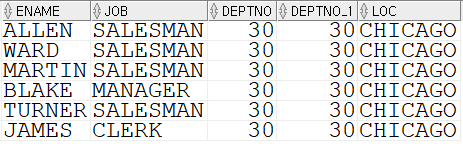 ENAME JOB DEPTNO DEPTNO_1 LOC
ALLEN SALESMAN 30 30 CHICAGO
WARD SALESMAN 30 30 CHICAGO
MARTIN SALESMAN 30 30 CHICAGO
BLAKE MANAGER 30 30 CHICAGO
TURNER SALESMAN 30 30 CHICAGO
JAMES CLERK 30 30 CHICAGO